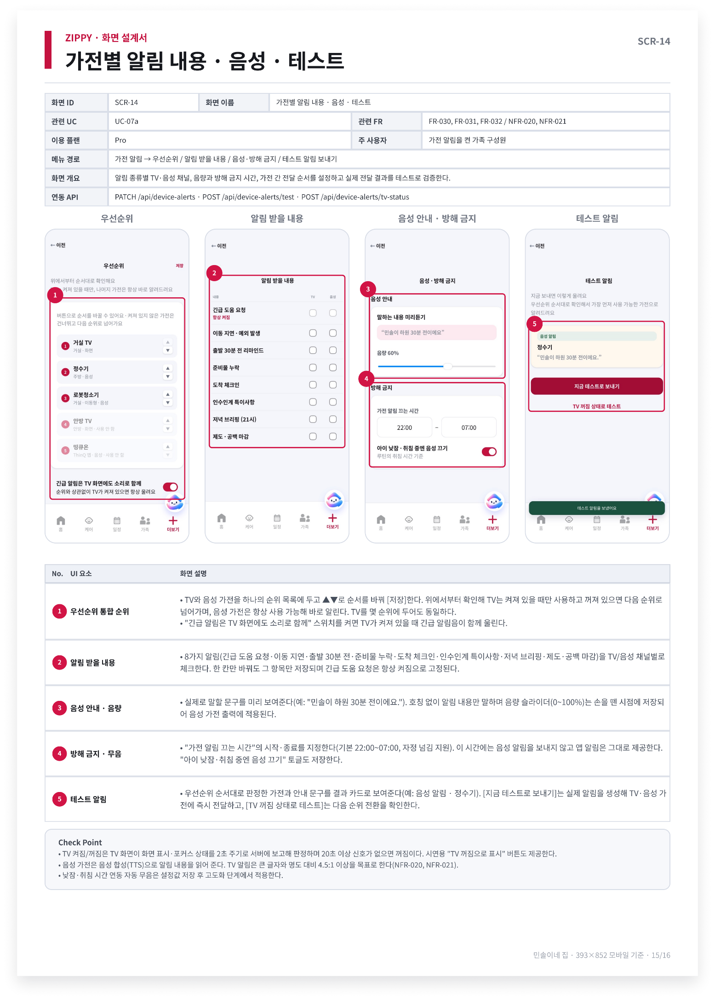 ZIPPY · 화면 설계서
SCR-14
가전별 알림 내용 · 음성 · 테스트
화면 ID
SCR-14
화면 이름
가전별 알림 내용 · 음성 · 테스트
관련 UC
UC-07a
관련 FR
FR-030, FR-031, FR-032 / NFR-020, NFR-021
이용 플랜
Pro
주 사용자
가전 알림을 켠 가족 구성원
메뉴 경로
가전 알림 → 우선순위 / 알림 받을 내용 / 음성·방해 금지 / 테스트 알림 보내기
화면 개요
알림 종류별 TV·음성 채널, 음량과 방해 금지 시간, 가전 간 전달 순서를 설정하고 실제 전달 결과를 테스트로 검증한다.
연동 API
PATCH /api/device-alerts · POST /api/device-alerts/test · POST /api/device-alerts/tv-status
우선순위
← 이전
우선순위
저장
위에서부터 순서대로 확인해요
켜져 있을 때만, 나머지 가전은 항상 바로 알려드려요
1
버튼으로 순서를 바꿀 수 있어요 · 켜져 있지 않은 가전은
건너뛰고 다음 순위로 넘어가요
1
거실 TV
거실 · 화면
▲
▼
2
정수기
주방 · 음성
▲
▼
3
로봇청소기
거실 · 이동형 · 음성
▲
▼
4
안방 TV
안방 · 화면 · 사용 안 함
▲
▼
5
띵큐온
ThinQ 앱 · 음성 · 사용 안 함
▲
▼
긴급 알림은 TV 화면에도 소리로 함께
순위와 상관없이 TV가 켜져 있으면 항상 울려요
홈
케어
일정
가족
더보기
알림 받을 내용
← 이전
2
알림 받을 내용
내용
TV
음성
긴급 도움 요청
항상 켜짐
이동 지연 · 예외 발생
출발 30분 전 리마인드
준비물 누락
도착 체크인
인수인계 특이사항
저녁 브리핑 (21시)
제도 · 공백 마감
홈
케어
일정
가족
더보기
음성 안내 · 방해 금지
← 이전
음성 · 방해 금지
3
음성 안내
말하는 내용 미리듣기
“민솔이 하원 30분 전이에요”
음량 60%
4
방해 금지
가전 알림 끄는 시간
22:00
–
07:00
아이 낮잠 · 취침 중엔 음성 끄기
루틴의 취침 시간 기준
홈
케어
일정
가족
더보기
테스트 알림
← 이전
테스트 알림
지금 보내면 이렇게 울려요
우선순위 순서대로 확인해서 가장 먼저 사용 가능한 가전으로
알려드려요
5
음성 알림
정수기
“민솔이 하원 30분 전이에요.”
지금 테스트로 보내기
TV 꺼짐 상태로 테스트
테스트 알림을 보냈어요
홈
케어
일정
가족
더보기
No.
UI 요소
화면 설명
1
우선순위 통합 순위
• TV와 음성 가전을 하나의 순위 목록에 두고 ▲▼로 순서를 바꿔 [저장]한다. 위에서부터 확인해 TV는 켜져 있을 때만 사용하고 꺼져 있으면 다음 순위로
넘어가며, 음성 가전은 항상 사용 가능해 바로 알린다. TV를 몇 순위에 두어도 동일하다.
• "긴급 알림은 TV 화면에도 소리로 함께" 스위치를 켜면 TV가 켜져 있을 때 긴급 알림음이 함께 울린다.
2
알림 받을 내용
• 8가지 알림(긴급 도움 요청·이동 지연·출발 30분 전·준비물 누락·도착 체크인·인수인계 특이사항·저녁 브리핑·제도·공백 마감)을 TV/음성 채널별로
체크한다. 한 칸만 바꿔도 그 항목만 저장되며 긴급 도움 요청은 항상 켜짐으로 고정된다.
3
음성 안내 · 음량
• 실제로 말할 문구를 미리 보여준다(예: "민솔이 하원 30분 전이에요."). 호칭 없이 알림 내용만 말하며 음량 슬라이더(0~100%)는 손을 뗀 시점에 저장되
어 음성 가전 출력에 적용된다.
4
방해 금지 · 무음
• "가전 알림 끄는 시간"의 시작·종료를 지정한다(기본 22:00~07:00, 자정 넘김 지원). 이 시간에는 음성 알림을 보내지 않고 앱 알림은 그대로 제공한다.
"아이 낮잠·취침 중엔 음성 끄기" 토글도 저장한다.
5
테스트 알림
• 우선순위 순서대로 판정한 가전과 안내 문구를 결과 카드로 보여준다(예: 음성 알림 · 정수기). [지금 테스트로 보내기]는 실제 알림을 생성해 TV·음성 가
전에 즉시 전달하고, [TV 꺼짐 상태로 테스트]는 다음 순위 전환을 확인한다.
Check Point
• TV 켜짐/꺼짐은 TV 화면이 화면 표시·포커스 상태를 2초 주기로 서버에 보고해 판정하며 20초 이상 신호가 없으면 꺼짐이다. 시연용 "TV 꺼짐으로 표시" 버튼도 제공한다.
• 음성 가전은 음성 합성(TTS)으로 알림 내용을 읽어 준다. TV 알림은 큰 글자와 명도 대비 4.5:1 이상을 목표로 한다(NFR-020, NFR-021).
• 낮잠·취침 시간 연동 자동 무음은 설정값 저장 후 고도화 단계에서 적용한다.
민솔이네 집 · 393×852 모바일 기준 · 15/16